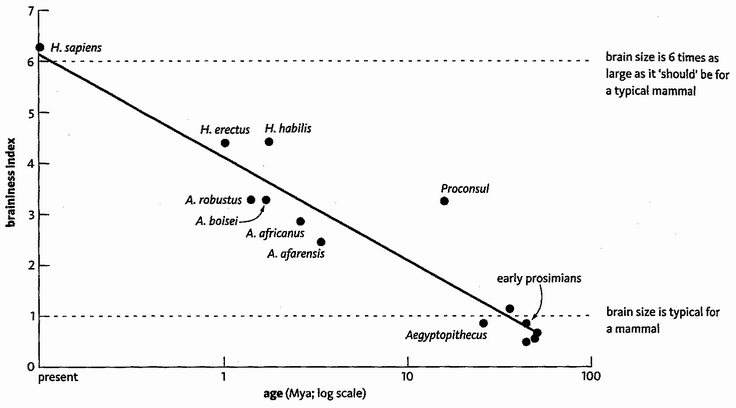 7
6
5
4
3
2
1
0
braininess index
H. sapiens
brain size is 6 times as
large as it 'should' be for
a typical mammal
H. erectus
H. habilis
A. robustus
A. boisei
A. africanus
A. afarensis
Proconsul
early prosimians
Aegyptopithecus
brain size is typical for
a mammal
present
1
10
100
age (Mya; log scale)